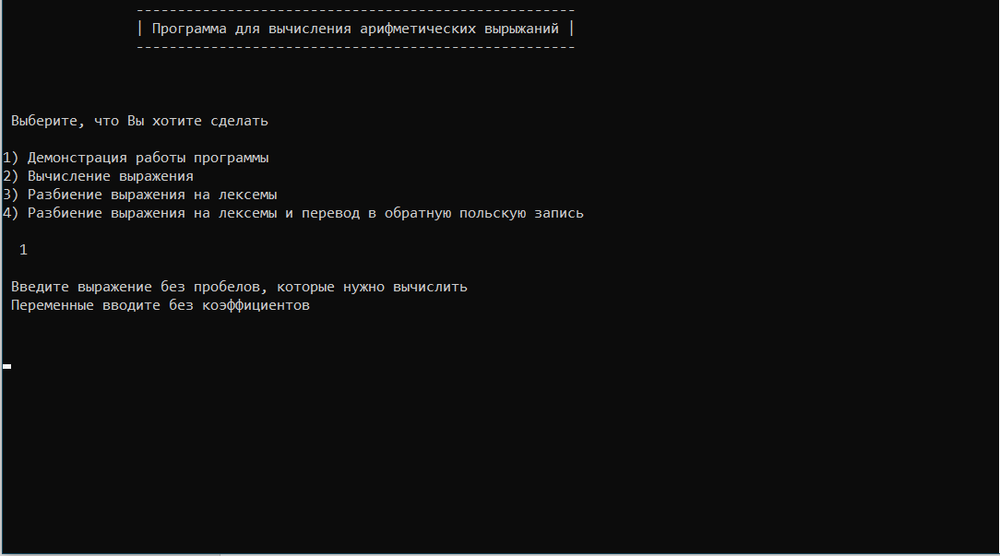 -----------------------------------------------------
| Программа для вычисления арифметических вырыжаний |
-----------------------------------------------------
Выберите, что Вы хотите сделать
1) Демонстрация работы программы
2) Вычисление выражения
3) Разбиение выражения на лексемы
4) Разбиение выражения на лексемы и перевод в обратную польскую запись
1
Введите выражение без пробелов, которые нужно вычислить
Переменные вводите без коэффициентов